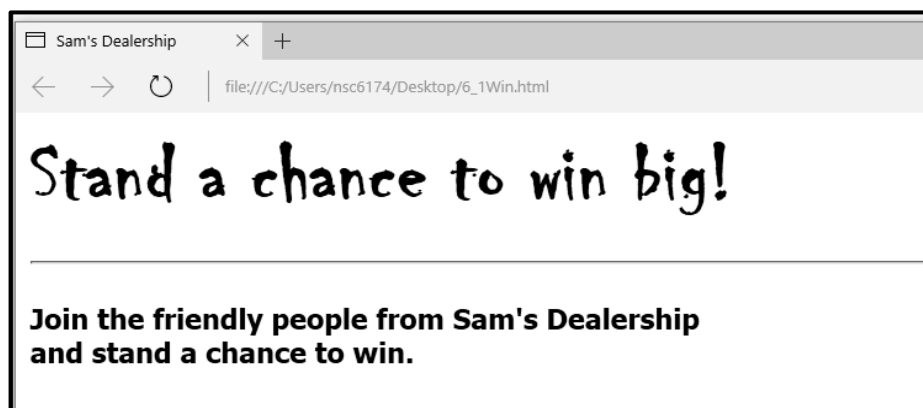 Sam's Dealership
file:///C:/Users/nsc6174/Desktop/6_1Win.html
Stand a chance to win big!
Join the friendly people from Sam's Dealership
and stand a chance to win.